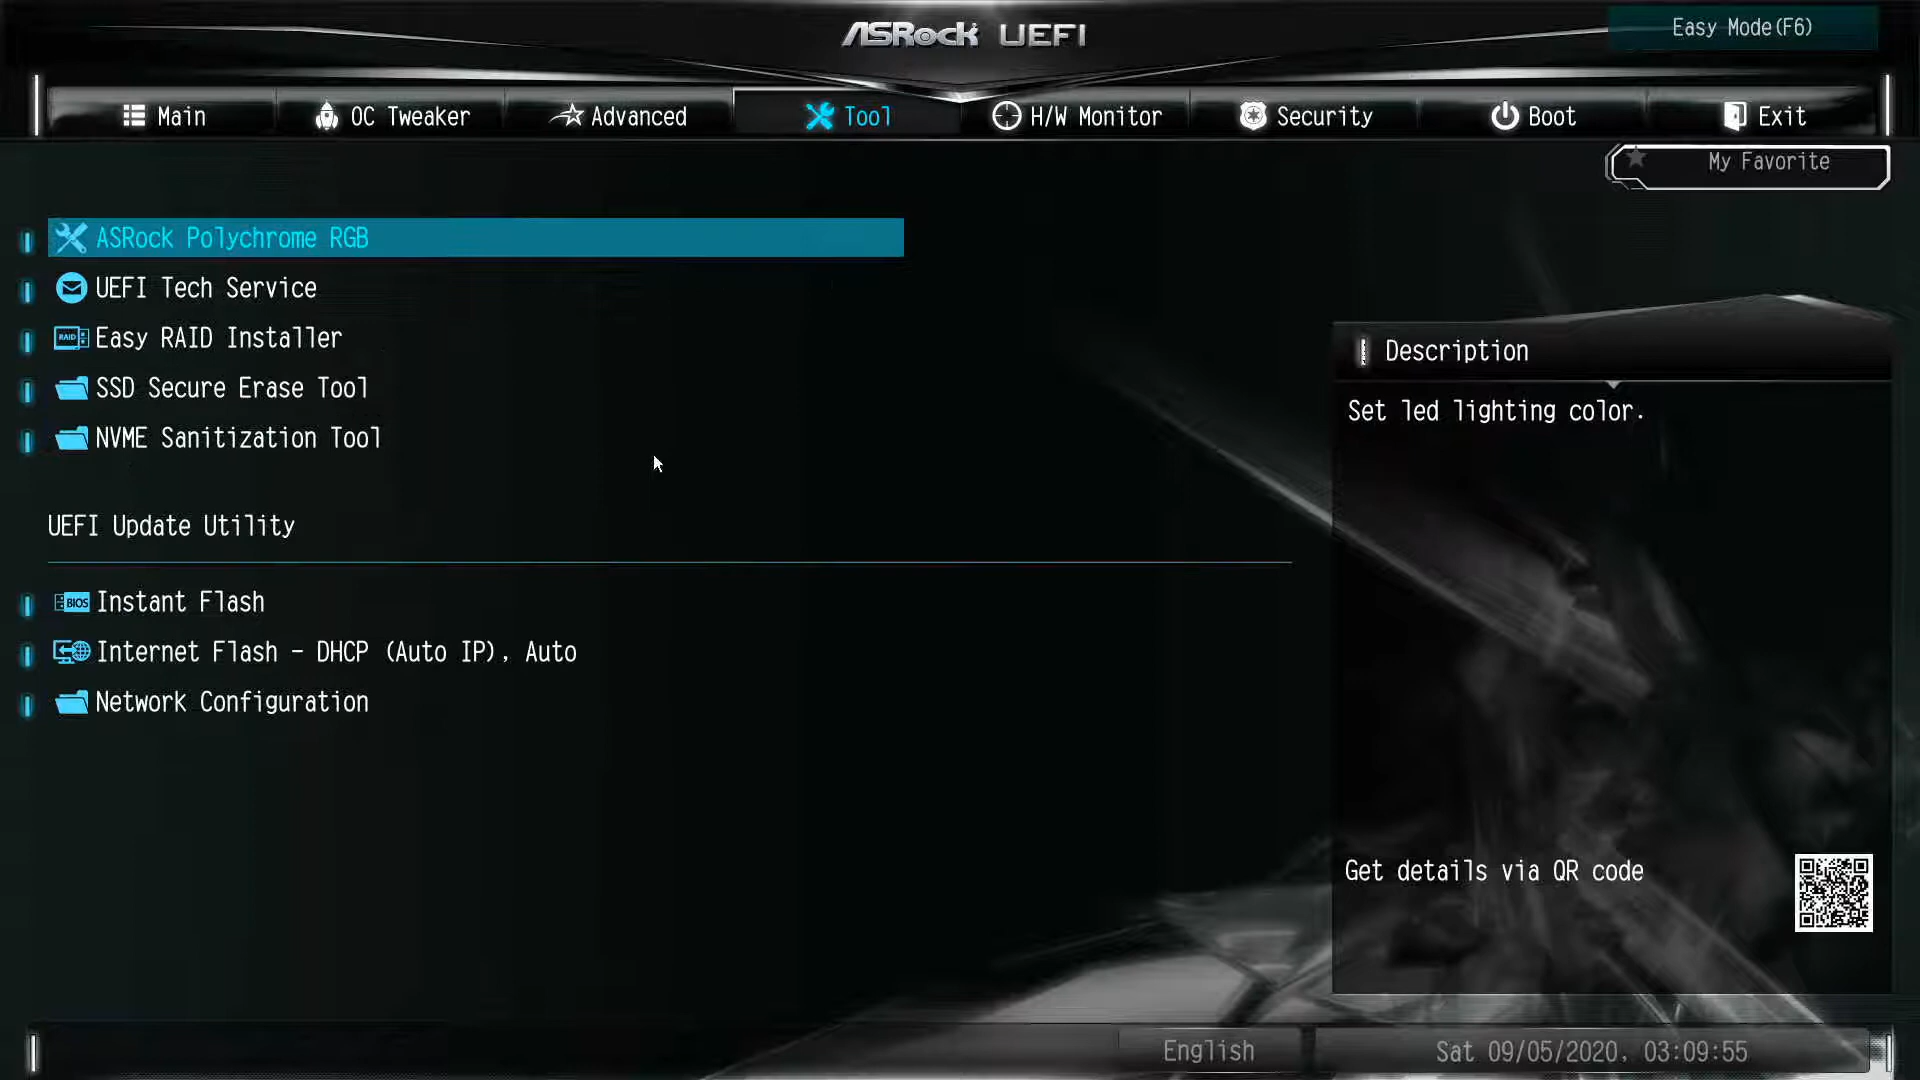 ASRock UEFI
Easy Mode(F6)
Main
OC Tweaker
Advanced
Tool
H/W Monitor
Security
Boot
Exit
My Favorite
ASRock Polychrome RGB
UEFI Tech Service
RAID
Easy RAID Installer
SSD Secure Erase Tool
NVME Sanitization Tool
UEFI Update Utility
BIOS
Instant Flash
Internet Flash - DHCP (Auto IP), Auto
Network Configuration
Description
Set led lighting color.
Get details via QR code
English
Sat 09/05/2020, 03:09:55